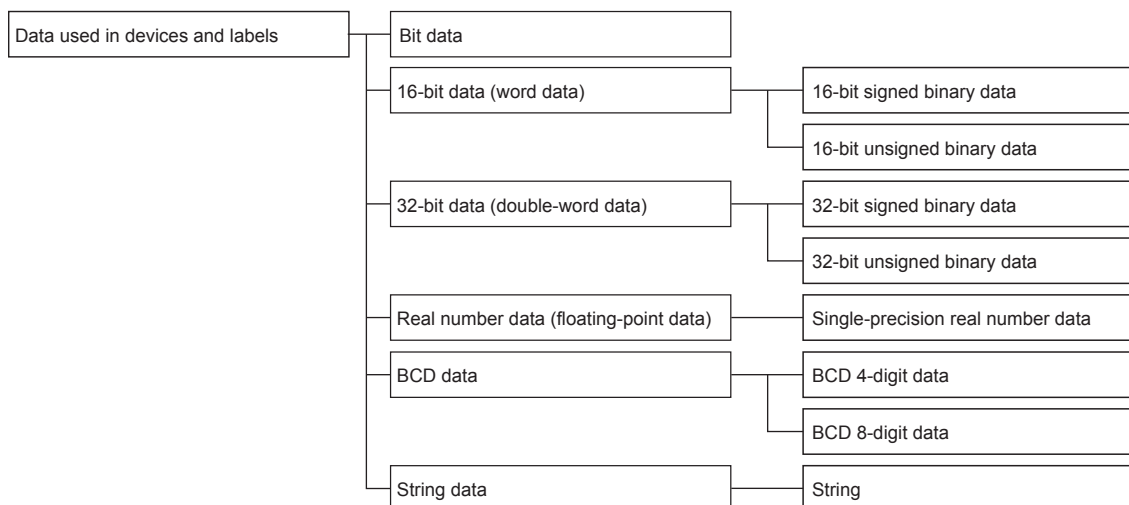 Data used in devices and labels
Bit data
16-bit data (word data)
16-bit signed binary data
16-bit unsigned binary data
32-bit data (double-word data)
32-bit signed binary data
32-bit unsigned binary data
Real number data (floating-point data)
Single-precision real number data
BCD data
BCD 4-digit data
BCD 8-digit data
String data
String